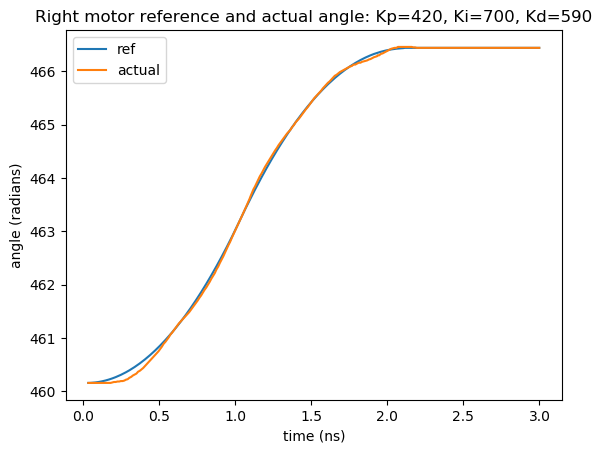 Right motor reference and actual angle: Kp=420, Ki=700, Kd=590
ref
actual
angle (radians)
466
465
464
463
462
461
460
0.0 0.5 1.0 1.5 2.0 2.5 3.0
time (ns)